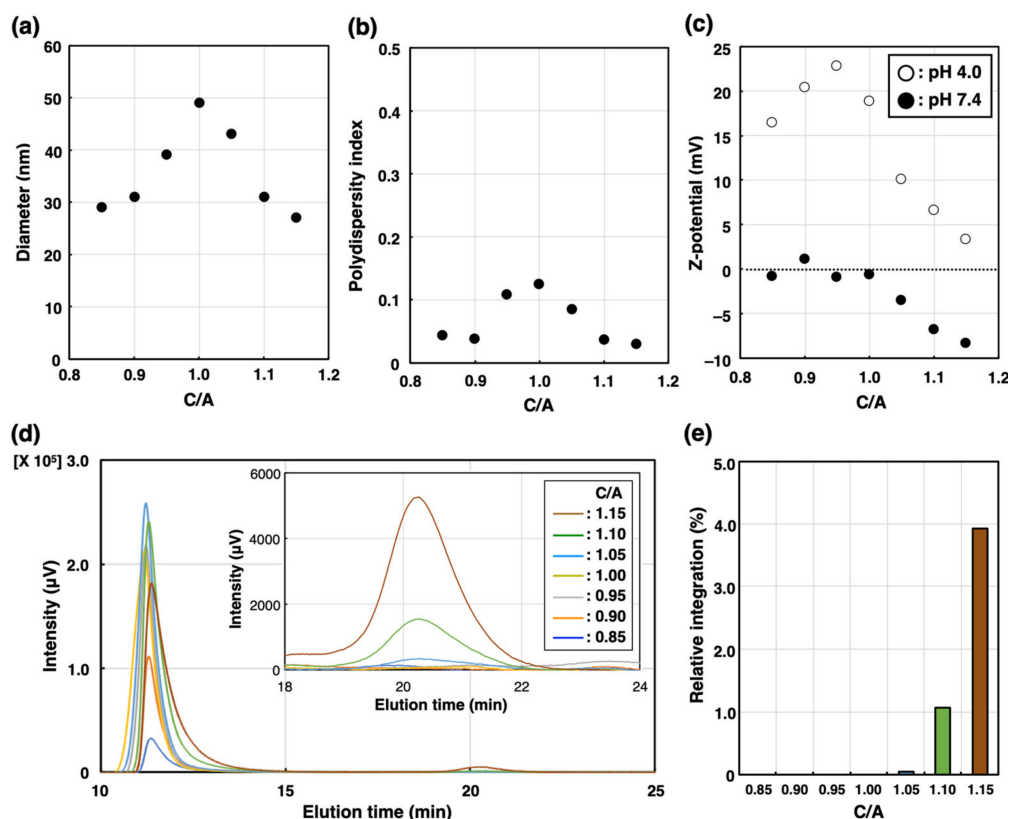 (a)
60
50
40
30
20
10
0
Diameter (nm)
0.8 0.9 1.0 1.1 1.2
C/A
(b)
0.5
0.4
0.3
0.2
0.1
0
Polydispersity index
0.8 0.9 1.0 1.1 1.2
C/A
(c)
25
20
15
10
5
0
−5
−10
Z-potential (mV)
: pH 4.0
: pH 7.4
0.8 0.9 1.0 1.1 1.2
C/A
(d)
[X 10⁵] 3.0
2.0
1.0
0
Intensity (µV)
10 15 20 25
Elution time (min)
6000
4000
2000
0
Intensity (µV)
18 20 22 24
Elution time (min)
C/A
: 1.15
: 1.10
: 1.05
: 1.00
: 0.95
: 0.90
: 0.85
(e)
5.0
4.0
3.0
2.0
1.0
0
Relative integration (%)
0.85 0.90 0.95 1.00 1.05 1.10 1.15
C/A